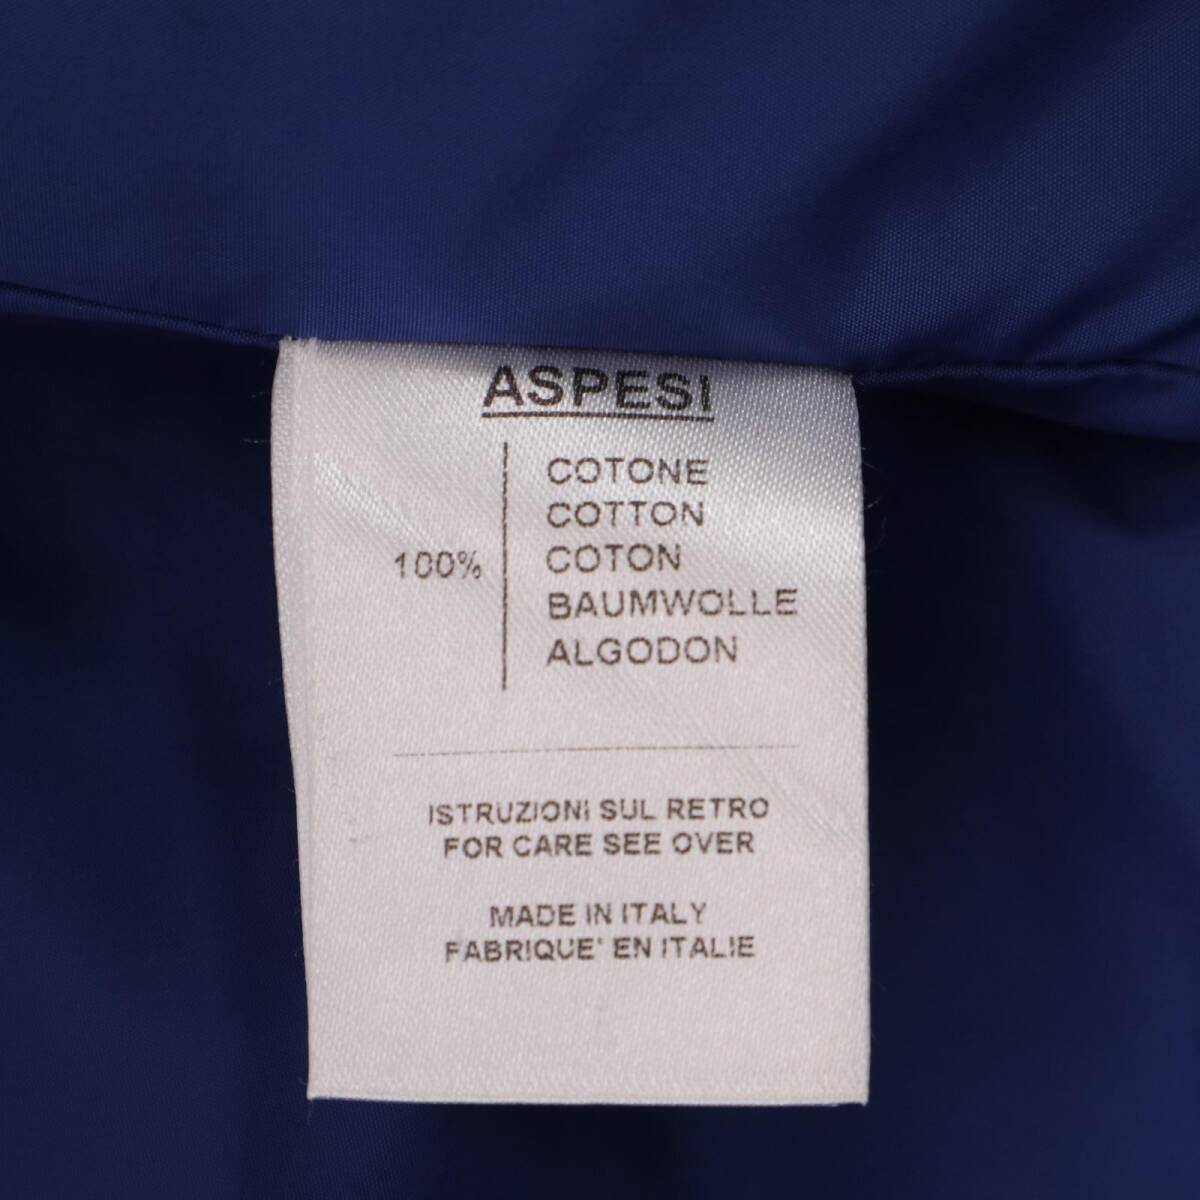 ASPESI
100%
COTONE
COTTON
COTON
BAUMWOLLE
ALGODON
ISTRUZIONI SUL RETRO
FOR CARE SEE OVER
MADE IN ITALY
FABRIQUE' EN ITALIE